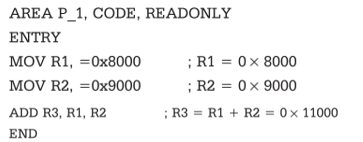 AREA P_1, CODE, READONLY
ENTRY
MOV R1, =0x8000 ; R1 = 0 × 8000
MOV R2, =0x9000 ; R2 = 0 × 9000
ADD R3, R1, R2 ; R3 = R1 + R2 = 0 × 11000
END